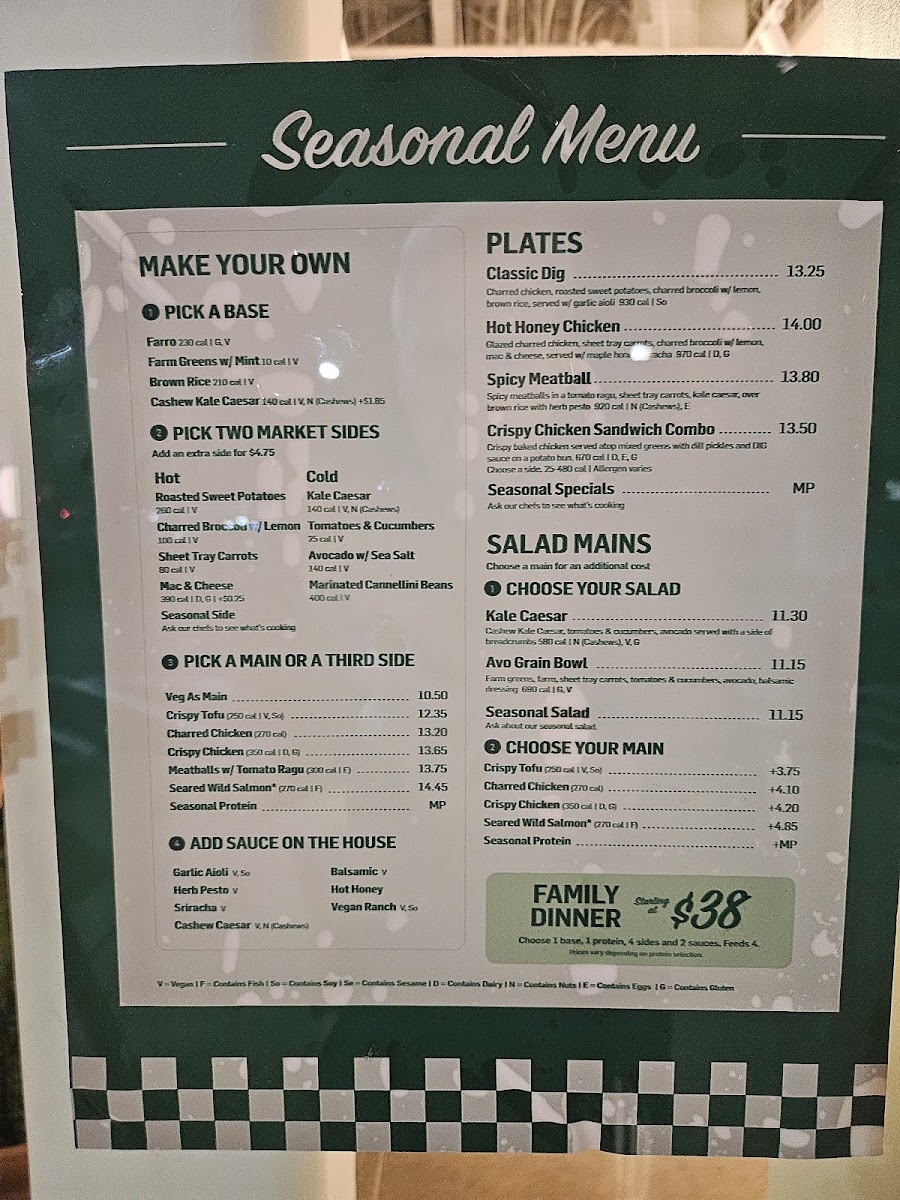 Seasonal Menu
MAKE YOUR OWN
1 PICK A BASE
Farro 230 cal | G, V
Farm Greens w/ Mint 10 cal | V
Brown Rice 210 cal | V
Cashew Kale Caesar 140 cal | V, N (Cashews) +$1.85
2 PICK TWO MARKET SIDES
Add an extra side for $4.75
Hot
Roasted Sweet Potatoes
260 cal | V
Charred w/ Lemon
100 cal | V
Sheet Tray Carrots
80 cal | V
Mac & Cheese
390 cal | D, G | +$0.25
Seasonal Side
Ask our chefs to see what's cooking
Cold
Kale Caesar
140 cal | V, N (Cashews)
Tomatoes & Cucumbers
25 cal | V
Avocado w/ Sea Salt
140 cal | V
Marinated Cannellini Beans
400 cal | V
3 PICK A MAIN OR A THIRD SIDE
Veg As Main 10.50
Crispy Tofu (250 cal | V, So) 12.35
Charred Chicken (270 cal) 13.20
Crispy Chicken (350 cal | D, G) 13.65
Meatballs w/ Tomato Ragu (300 cal | E) 13.75
Seared Wild Salmon* (270 cal | F) 14.45
Seasonal Protein MP
4 ADD SAUCE ON THE HOUSE
Garlic Aioli V, So
Herb Pesto V
Sriracha V
Cashew Caesar V, N (Cashews)
Balsamic V
Hot Honey
Vegan Ranch V, So
PLATES
Classic Dig 13.25
Charred chicken, roasted sweet potatoes, charred broccoli w/ lemon,
brown rice, served w/ garlic aioli 930 cal | So
Hot Honey Chicken 14.00
Glazed charred chicken, sheet tray carrots, charred broccoli w/ lemon,
mac & cheese, served w/ maple 970 cal | D, G
Spicy Meatball 13.80
Spicy meatballs in a tomato ragu, sheet tray carrots, kale caesar, over
brown rice with herb pesto 920 cal | N (Cashews), E
Crispy Chicken Sandwich Combo 13.50
Crispy baked chicken served atop mixed greens with dill pickles and DIG
sauce on a potato bun. 670 cal | D, E, G
Choose a side. 25-480 cal | Allergen varies
Seasonal Specials MP
Ask our chefs to see what's cooking
SALAD MAINS
Choose a main for an additional cost
1 CHOOSE YOUR SALAD
Kale Caesar 11.30
Cashew Kale Caesar, tomatoes & cucumbers, avocado served with a side of
breadcrumbs 580 cal | N (Cashews), V, G
Avo Grain Bowl 11.15
Farm greens, farro, sheet tray carrots, tomatoes & cucumbers, avocado, balsamic
dressing 690 cal | G, V
Seasonal Salad 11.15
Ask about our seasonal salad.
2 CHOOSE YOUR MAIN
Crispy Tofu (250 cal | V, So) +3.75
Charred Chicken (270 cal) +4.10
Crispy Chicken (350 cal | D, G) +4.20
Seared Wild Salmon* (270 cal | F) +4.85
Seasonal Protein +MP
FAMILY DINNER
Starting at $38
Choose 1 base, 1 protein, 4 sides and 2 sauces. Feeds 4.
Prices vary depending on protein selection.
V = Vegan | F = Contains Fish | So = Contains Soy | Se = Contains Sesame | D = Contains Dairy | N = Contains Nuts | E = Contains Eggs | G = Contains Gluten